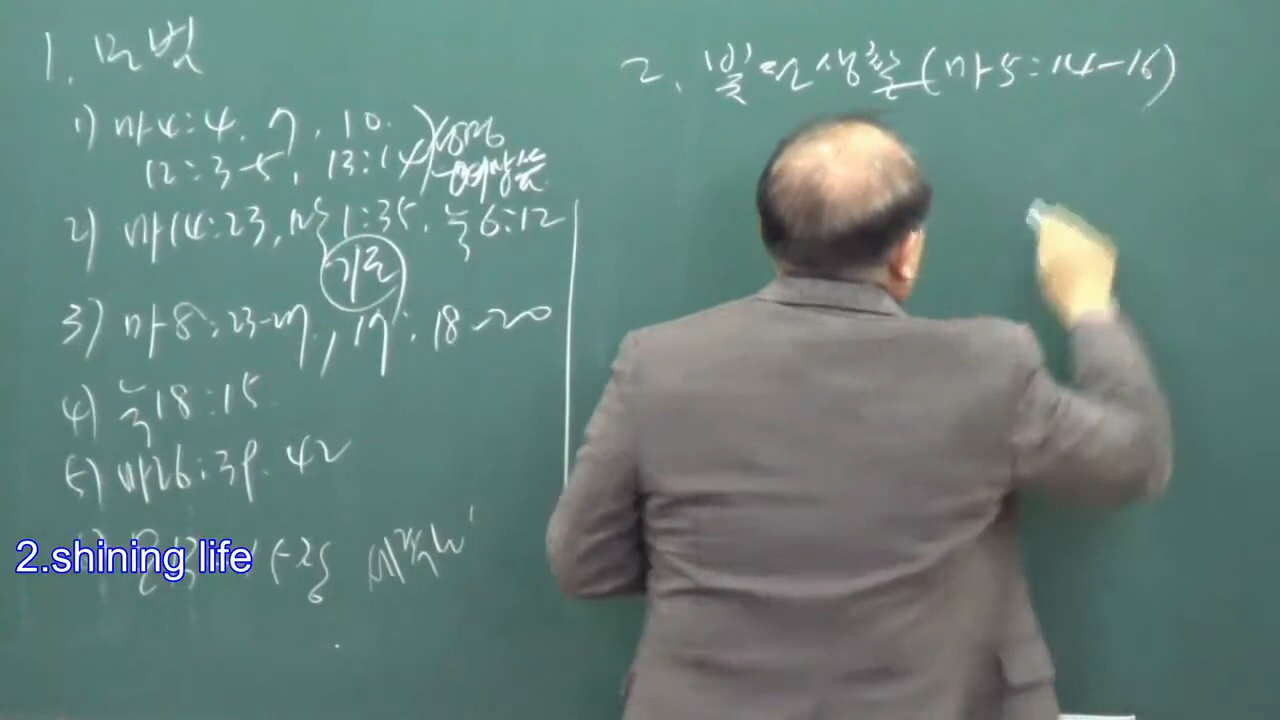 1. 모범
1) 마4:4, 7, 10.
12:3-5, 13:14)
2) 마14:23, 막1:35, 눅6:12
기도
3) 마8:23-27, 17:18-20
4) 눅18:15
5) 마26:39. 42
2.shining life
2. 빛된생활(마5:14-16)